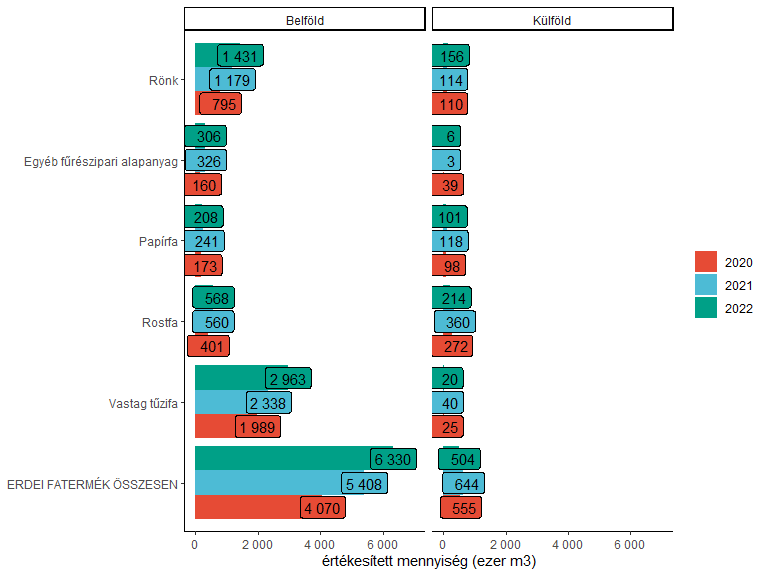 Belföld Külföld
Rönk 1 431 156
1 179 114
795 110
Egyéb fűrészipari alapanyag 306 6
326 3
160 39
Papírfa 208 101
241 118
173 98
Rostfa 568 214
560 360
401 272
Vastag tűzifa 2 963 20
2 338 40
1 989 25
ERDEI FATERMÉK ÖSSZESEN 6 330 504
5 408 644
4 070 555
0 2 000 4 000 6 000 0 2 000 4 000 6 000
értékesített mennyiség (ezer m3)
2020
2021
2022